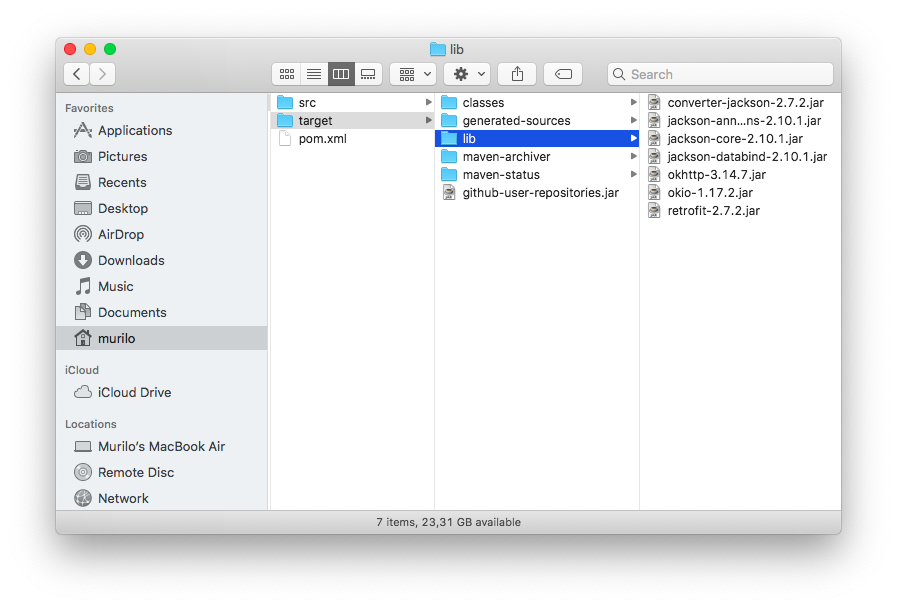 lib
Search
Favorites
Applications
Pictures
Recents
Desktop
AirDrop
Downloads
Music
Documents
murilo
iCloud
iCloud Drive
Locations
Murilo’s MacBook Air
Remote Disc
Network
src
target
pom.xml
classes
generated-sources
lib
maven-archiver
maven-status
github-user-repositories.jar
converter-jackson-2.7.2.jar
jackson-ann...ns-2.10.1.jar
jackson-core-2.10.1.jar
jackson-databind-2.10.1.jar
okhttp-3.14.7.jar
okio-1.17.2.jar
retrofit-2.7.2.jar
7 items, 23,31 GB available